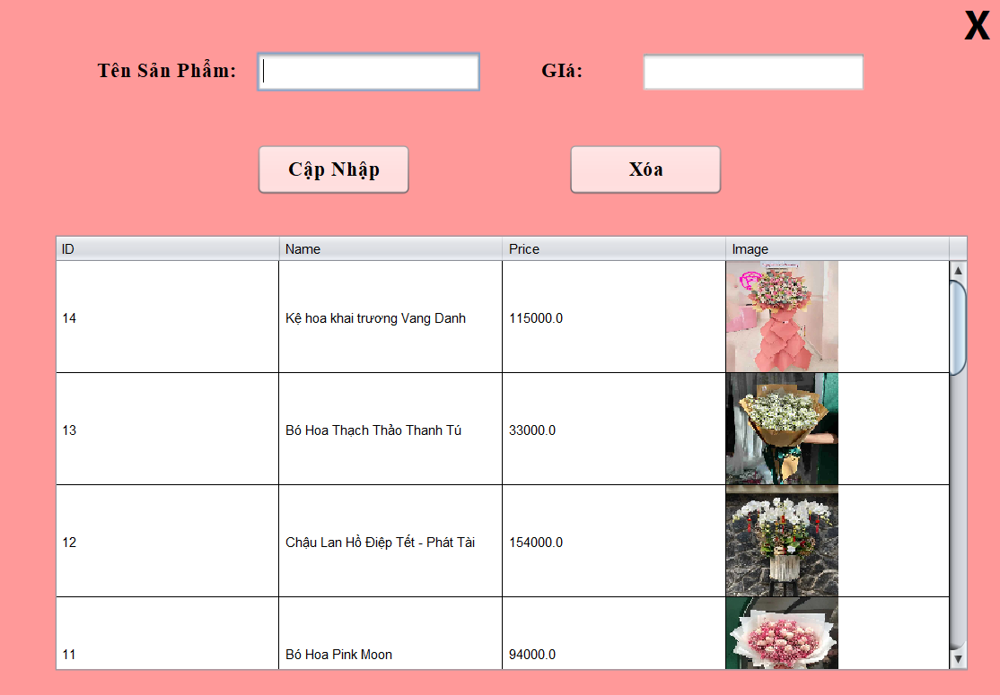 X
Tên Sản Phẩm:
GIá:
Cập Nhập
Xóa
ID Name Price Image
14 Kệ hoa khai trương Vang Danh 115000.0
13 Bó Hoa Thạch Thảo Thanh Tú 33000.0
12 Chậu Lan Hồ Điệp Tết - Phát Tài 154000.0
11 Bó Hoa Pink Moon 94000.0